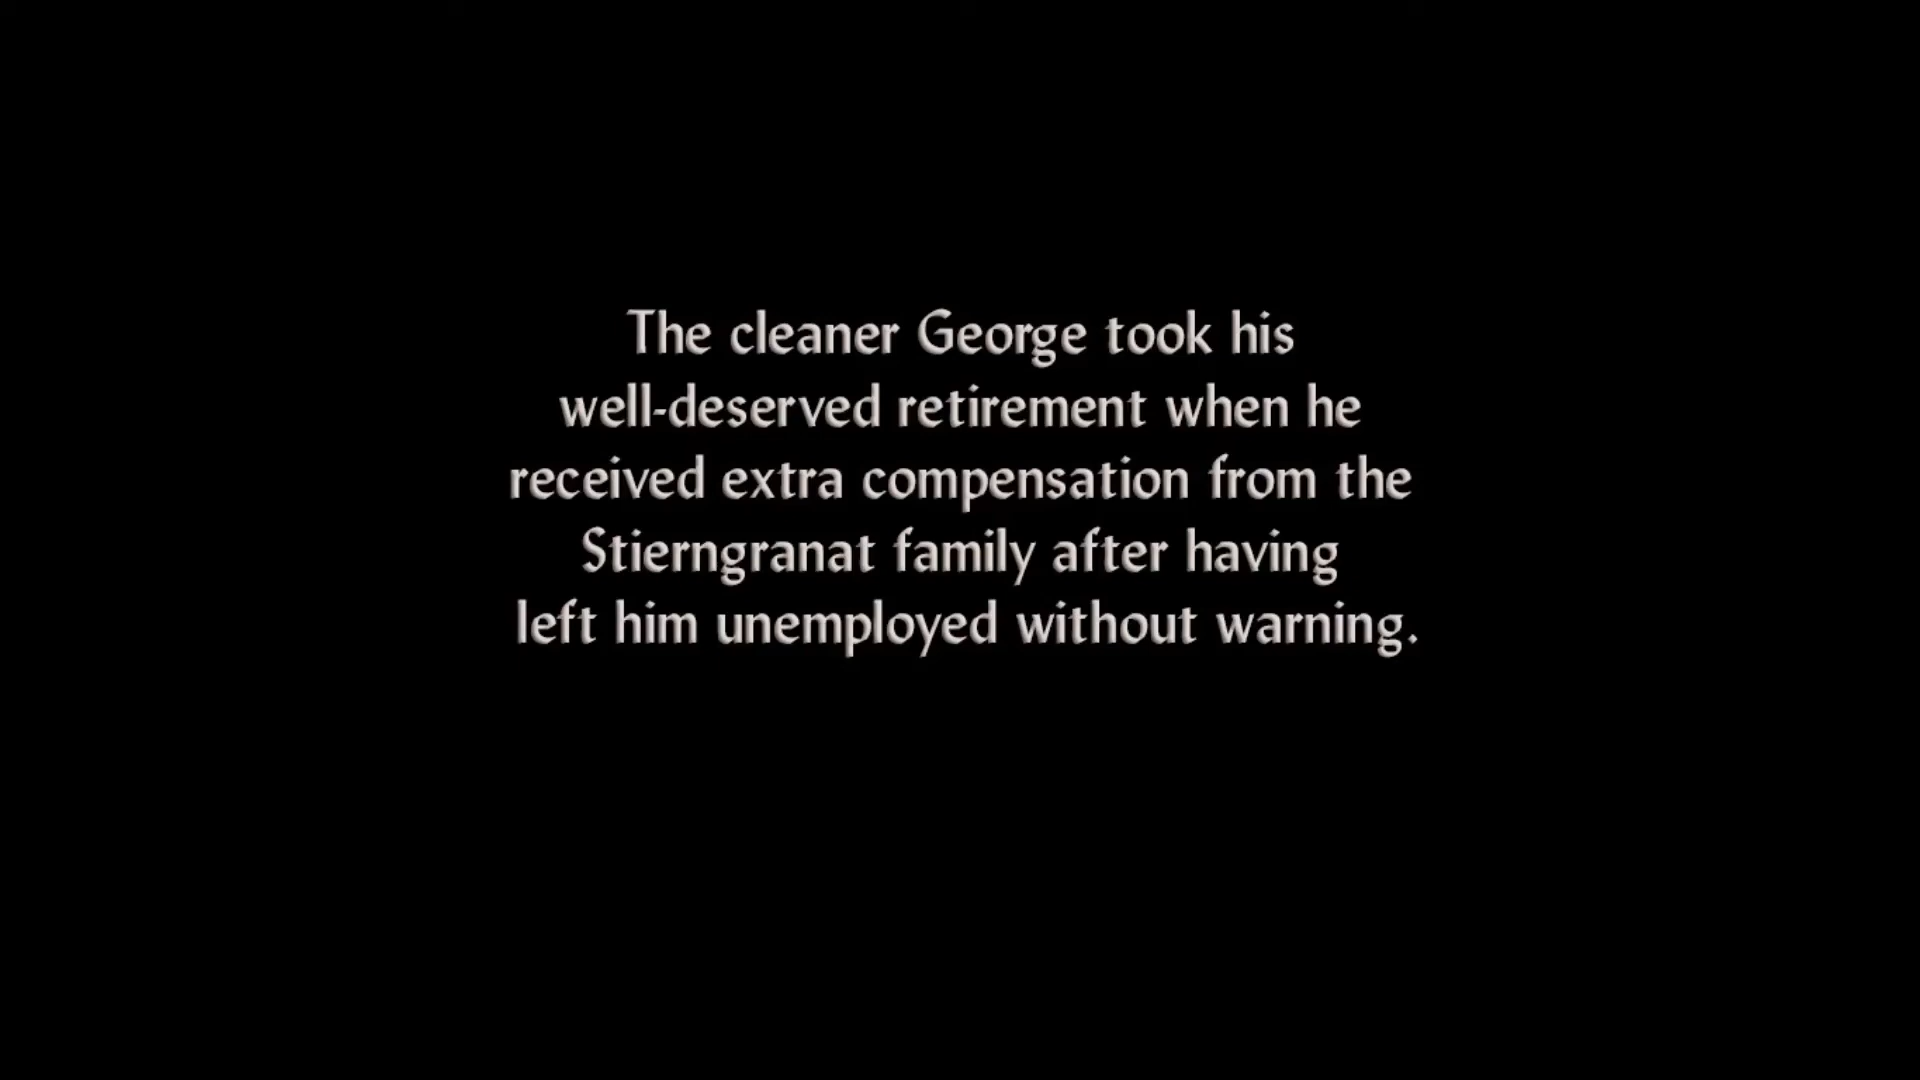 The cleaner George took his
well-deserved retirement when he
received extra compensation from the
Stierngranat family after having
left him unemployed without warning.